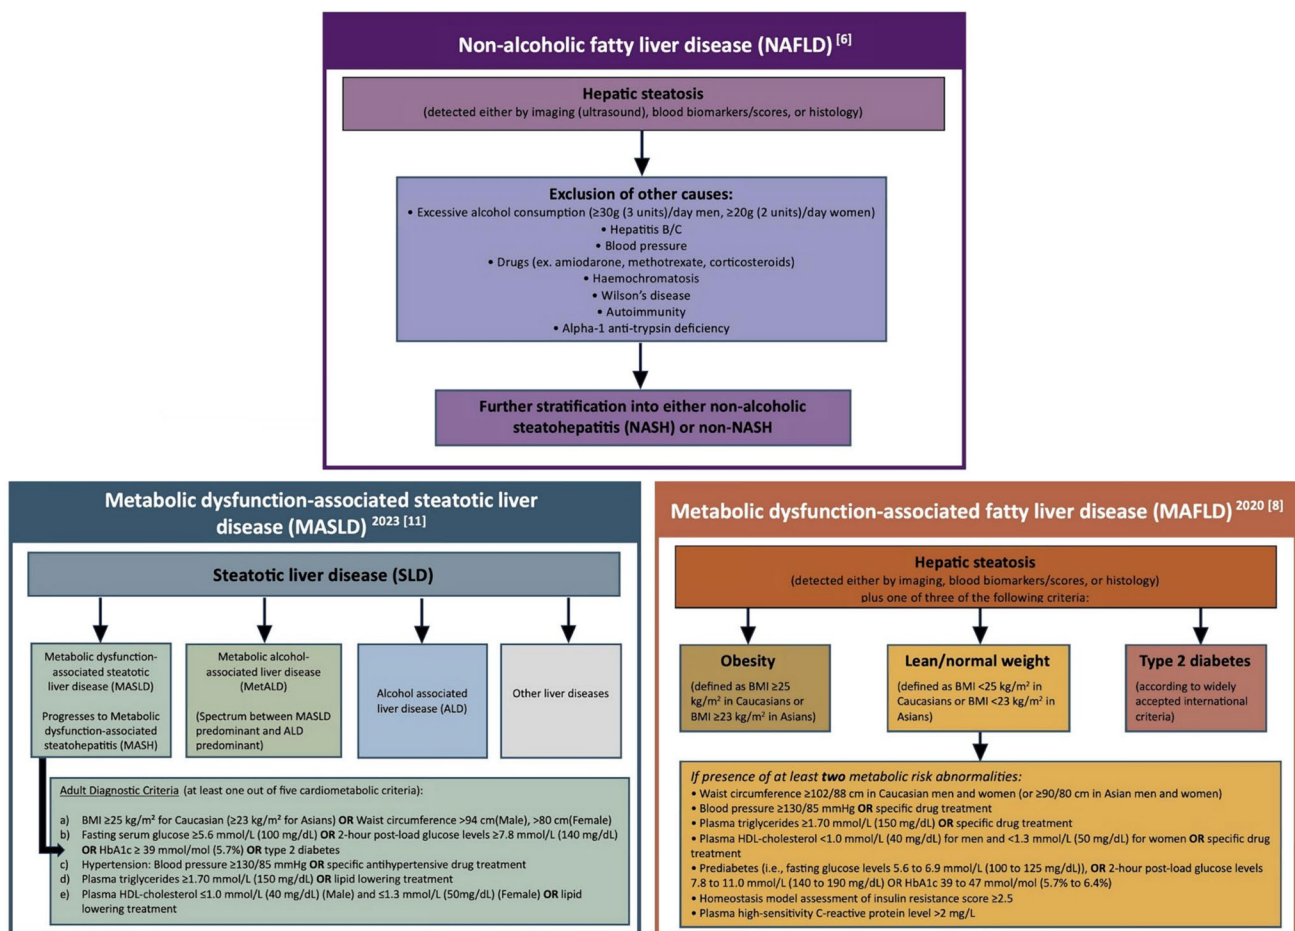 Non-alcoholic fatty liver disease (NAFLD) [6]
Hepatic steatosis
(detected either by imaging (ultrasound), blood biomarkers/scores, or histology)
Exclusion of other causes:
• Excessive alcohol consumption (≥30g (3 units)/day men, ≥20g (2 units)/day women)
• Hepatitis B/C
• Blood pressure
• Drugs (ex. amiodarone, methotrexate, corticosteroids)
• Haemochromatosis
• Wilson's disease
• Autoimmunity
• Alpha-1 anti-trypsin deficiency
Further stratification into either non-alcoholic
steatohepatitis (NASH) or non-NASH
Metabolic dysfunction-associated steatotic liver
disease (MASLD) 2023 [11]
Steatotic liver disease (SLD)
Metabolic dysfunction-
associated steatotic
liver disease (MASLD)
Progresses to Metabolic
dysfunction-associated
steatohepatitis (MASH)
Metabolic alcohol-
associated liver disease
(MetALD)
(Spectrum between MASLD
predominant and ALD
predominant)
Alcohol associated
liver disease (ALD)
Other liver diseases
Adult Diagnostic Criteria (at least one out of five cardiometabolic criteria):
a) BMI ≥25 kg/m² for Caucasian (≥23 kg/m² for Asians) OR Waist circumference >94 cm(Male), >80 cm(Female)
b) Fasting serum glucose ≥5.6 mmol/L (100 mg/dL) OR 2-hour post-load glucose levels ≥7.8 mmol/L (140 mg/dL)
OR HbA1c ≥ 39 mmol/mol (5.7%) OR type 2 diabetes
c) Hypertension: Blood pressure ≥130/85 mmHg OR specific antihypertensive drug treatment
d) Plasma triglycerides ≥1.70 mmol/L (150 mg/dL) OR lipid lowering treatment
e) Plasma HDL-cholesterol ≤1.0 mmol/L (40 mg/dL) (Male) and ≤1.3 mmol/L (50mg/dL) (Female) OR lipid
lowering treatment
Metabolic dysfunction-associated fatty liver disease (MAFLD) 2020 [8]
Hepatic steatosis
(detected either by imaging, blood biomarkers/scores, or histology)
plus one of three of the following criteria:
Obesity
(defined as BMI ≥25
kg/m² in Caucasians or
BMI ≥23 kg/m² in Asians)
Lean/normal weight
(defined as BMI <25 kg/m² in
Caucasians or BMI <23 kg/m² in
Asians)
Type 2 diabetes
(according to widely
accepted international
criteria)
If presence of at least two metabolic risk abnormalities:
• Waist circumference ≥102/88 cm in Caucasian men and women (or ≥90/80 cm in Asian men and women)
• Blood pressure ≥130/85 mmHg OR specific drug treatment
• Plasma triglycerides ≥1.70 mmol/L (150 mg/dL) OR specific drug treatment
• Plasma HDL-cholesterol <1.0 mmol/L (40 mg/dL) for men and <1.3 mmol/L (50 mg/dL) for women OR specific drug
treatment
• Prediabetes (i.e., fasting glucose levels 5.6 to 6.9 mmol/L (100 to 125 mg/dL)), OR 2-hour post-load glucose levels
7.8 to 11.0 mmol/L (140 to 190 mg/dL) OR HbA1c 39 to 47 mmol/mol (5.7% to 6.4%)
• Homeostasis model assessment of insulin resistance score ≥2.5
• Plasma high-sensitivity C-reactive protein level >2 mg/L